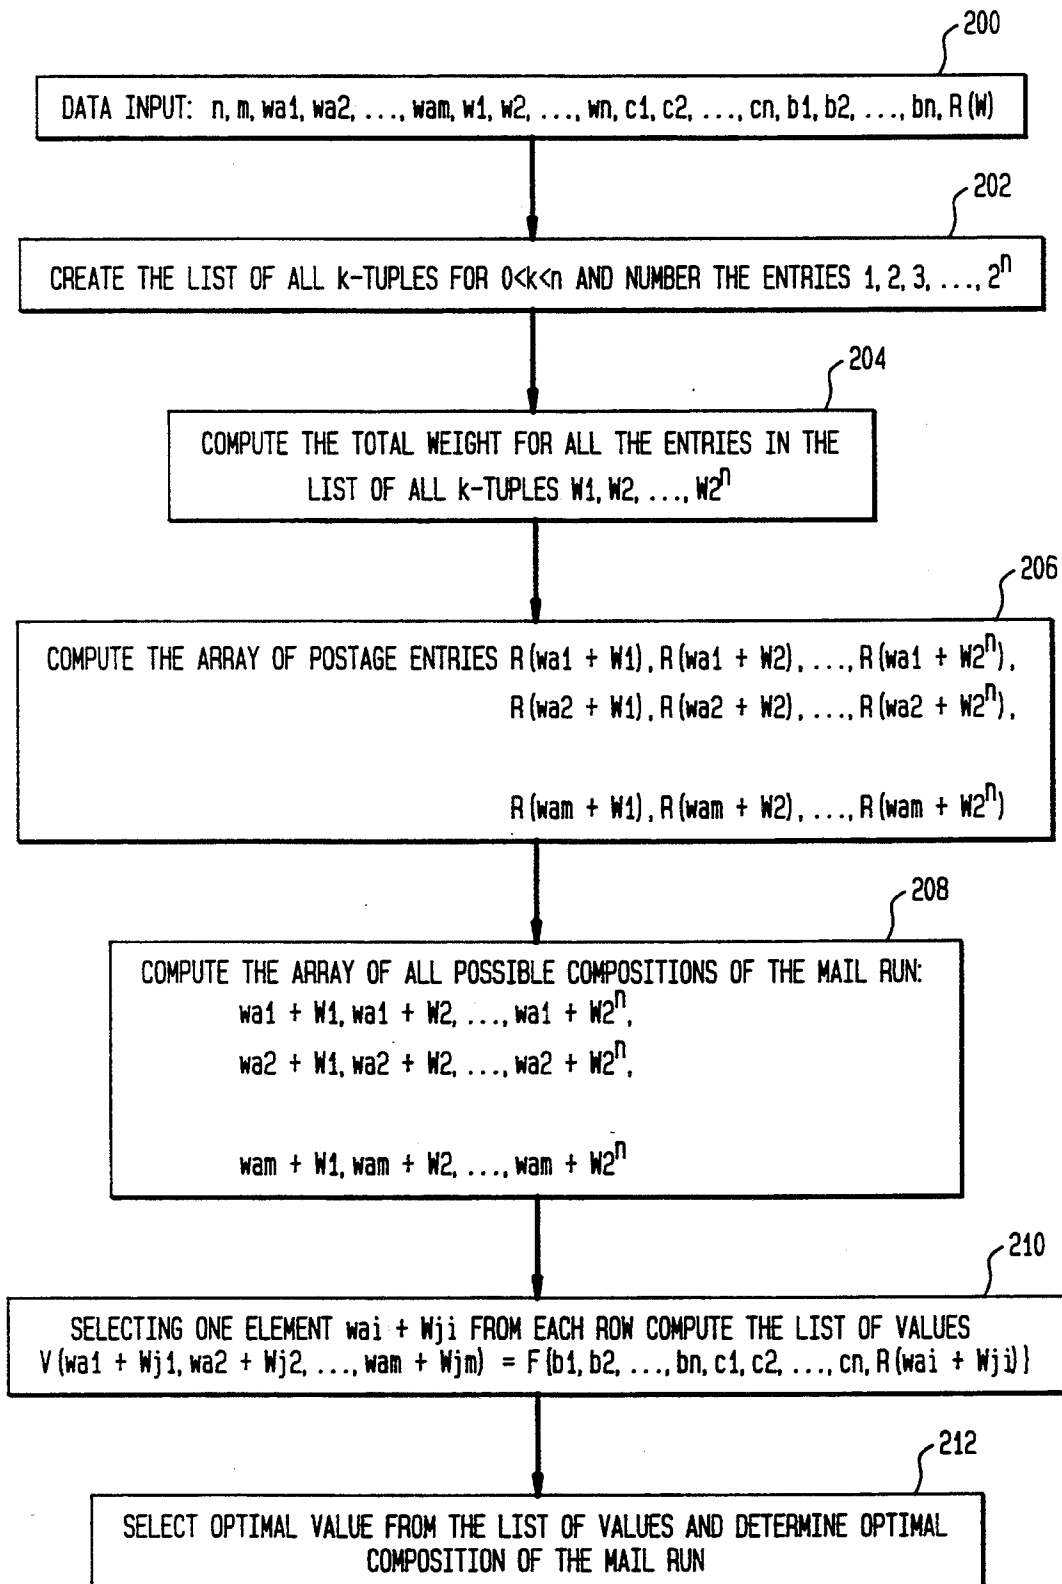 200
DATA INPUT: n, m, wa1, wa2, ..., wam, w1, w2, ..., wn, c1, c2, ..., cn, b1, b2, ..., bn, R(W)
202
CREATE THE LIST OF ALL k-TUPLES FOR 0<k<n AND NUMBER THE ENTRIES 1, 2, 3, ..., 2^n
204
COMPUTE THE TOTAL WEIGHT FOR ALL THE ENTRIES IN THE
LIST OF ALL k-TUPLES W1, W2, ..., W2^n
206
COMPUTE THE ARRAY OF POSTAGE ENTRIES R(wa1 + W1), R(wa1 + W2), ..., R(wa1 + W2^n),
R(wa2 + W1), R(wa2 + W2), ..., R(wa2 + W2^n),
R(wam + W1), R(wam + W2), ..., R(wam + W2^n)
208
COMPUTE THE ARRAY OF ALL POSSIBLE COMPOSITIONS OF THE MAIL RUN:
wa1 + W1, wa1 + W2, ..., wa1 + W2^n,
wa2 + W1, wa2 + W2, ..., wa2 + W2^n,
wam + W1, wam + W2, ..., wam + W2^n
210
SELECTING ONE ELEMENT wai + Wji FROM EACH ROW COMPUTE THE LIST OF VALUES
V(wa1 + Wj1, wa2 + Wj2, ..., wam + Wjm) = F{b1, b2, ..., bn, c1, c2, ..., cn, R(wai + Wji)}
212
SELECT OPTIMAL VALUE FROM THE LIST OF VALUES AND DETERMINE OPTIMAL
COMPOSITION OF THE MAIL RUN